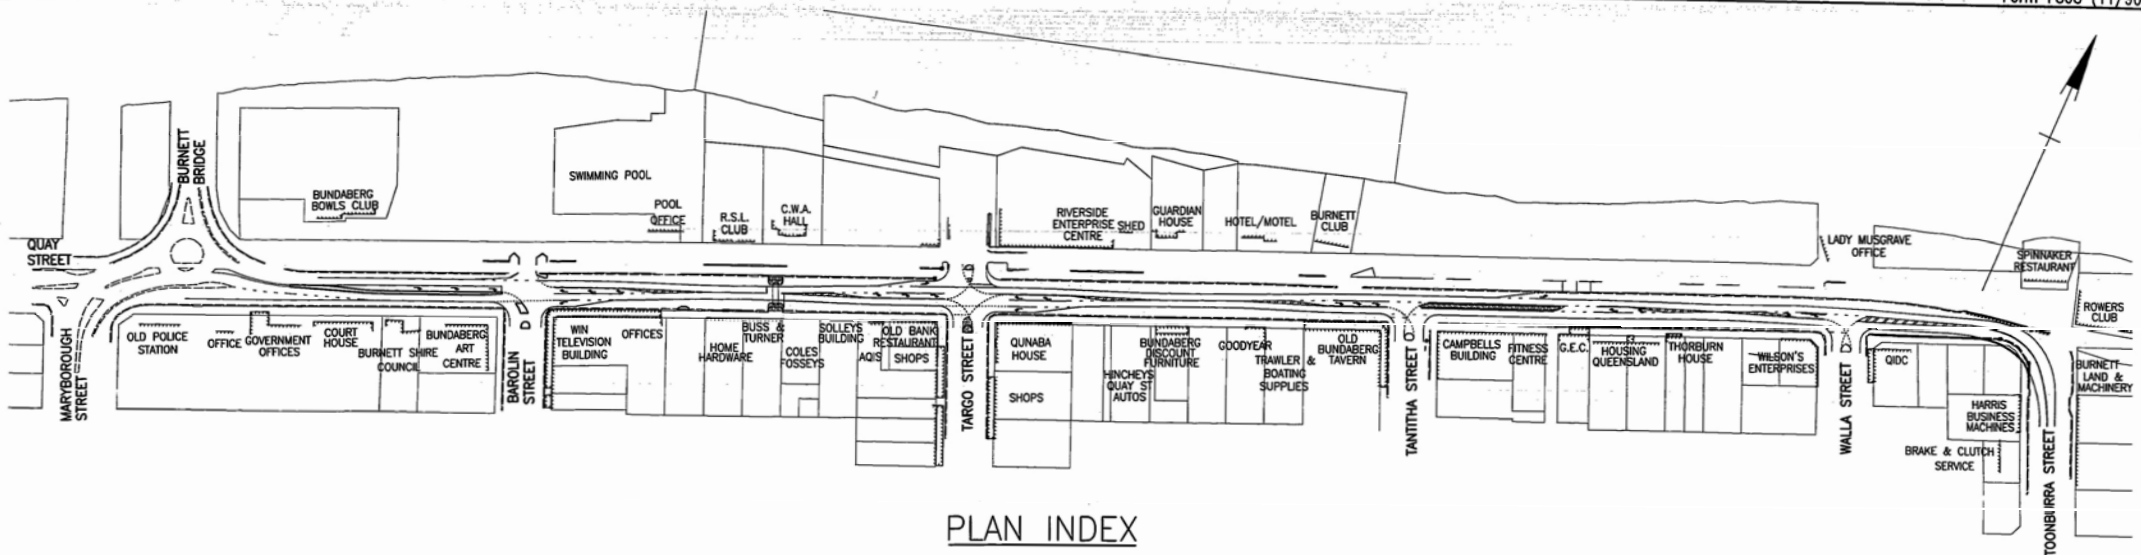 BURNETT
BRIDGE
QUAY
STREET
BUNDABERG
BOWLS CLUB
SWIMMING POOL
POOL
OFFICE
R.S.L.
CLUB
C.W.A.
HALL
RIVERSIDE
ENTERPRISE
CENTRE
SHED
GUARDIAN
HOUSE
HOTEL/MOTEL
BURNETT
CLUB
LADY MUSGRAVE
OFFICE
SPINNAKER
RESTAURANT
ROWERS
CLUB
MARYBOROUGH
STREET
OLD POLICE
STATION
OFFICE
GOVERNMENT
OFFICES
COURT
HOUSE
BURNETT SHIRE
COUNCIL
BUNDABERG
ART
CENTRE
BAROLIN
STREET
WIN
TELEVISION
BUILDING
OFFICES
HOME
HARDWARE
BUSS &
TURNER
COLES
FOSSEYS
SOLLEYS
BUILDING
AQIS
OLD BANK
RESTAURANT
SHOPS
TARGO STREET
QUNABA
HOUSE
SHOPS
HINCHEYS
QUAY ST
AUTOS
BUNDABERG
DISCOUNT
FURNITURE
GOODYEAR
TRAWLER &
BOATING
SUPPLIES
OLD
BUNDABERG
TAVERN
TANTITHA STREET
CAMPBELLS
BUILDING
FITNESS
CENTRE
G.E.C.
HOUSING
QUEENSLAND
THORBURN
HOUSE
WILSON'S
ENTERPRISES
WALLA STREET
QIDC
HARRIS
BUSINESS
MACHINES
BRAKE & CLUTCH
SERVICE
TOONBURRA STREET
BURNETT
LAND &
MACHINERY
PLAN INDEX